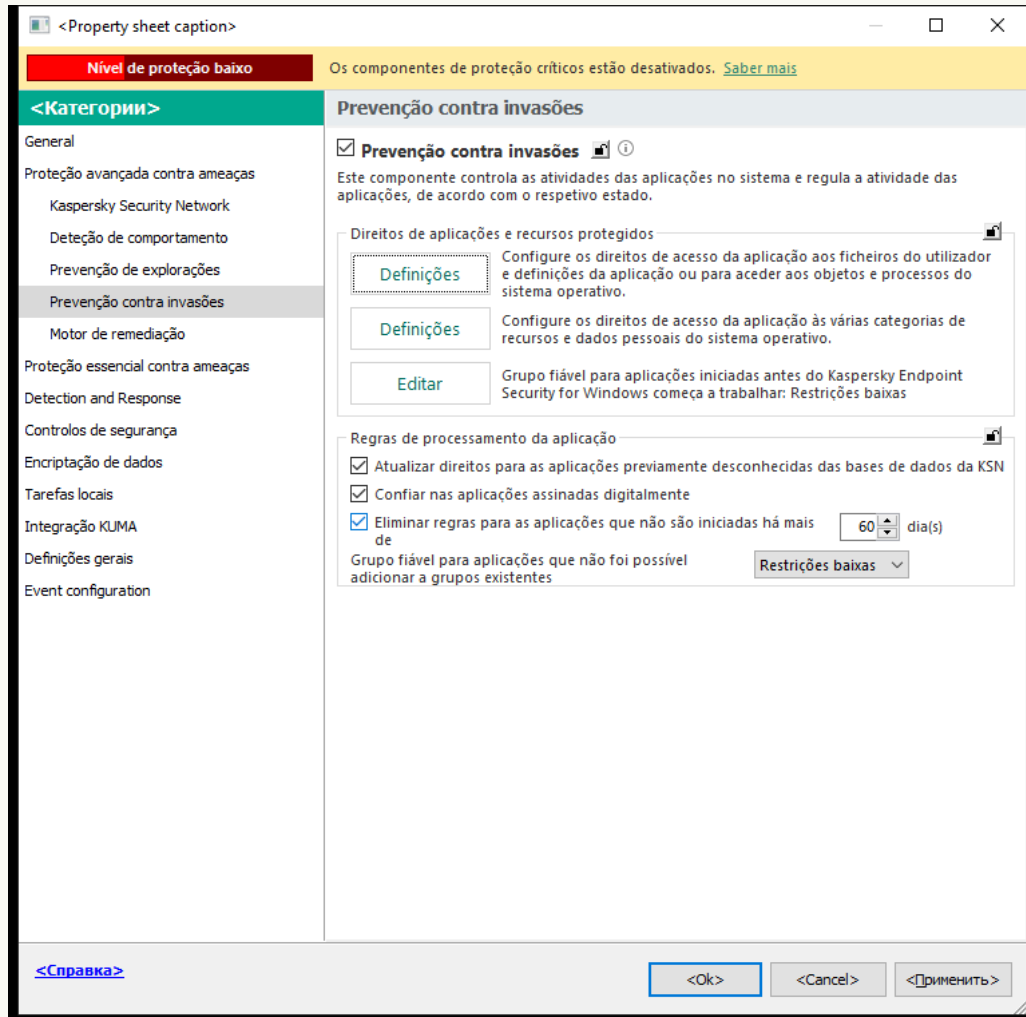 <Property sheet caption>
Nível de proteção baixo
Os componentes de proteção críticos estão desativados. Saber mais
<Категории>
General
Proteção avançada contra ameaças
Kaspersky Security Network
Deteção de comportamento
Prevenção de explorações
Prevenção contra invasões
Motor de remediação
Proteção essencial contra ameaças
Detection and Response
Controlos de segurança
Encriptação de dados
Tarefas locais
Integração KUMA
Definições gerais
Event configuration
Prevenção contra invasões
Prevenção contra invasões
Este componente controla as atividades das aplicações no sistema e regula a atividade das
aplicações, de acordo com o respetivo estado.
Direitos de aplicações e recursos protegidos
Definições
Configure os direitos de acesso da aplicação aos ficheiros do utilizador
e definições da aplicação ou para aceder aos objetos e processos do
sistema operativo.
Definições
Configure os direitos de acesso da aplicação às várias categorias de
recursos e dados pessoais do sistema operativo.
Editar
Grupo fiável para aplicações iniciadas antes do Kaspersky Endpoint
Security for Windows começa a trabalhar: Restrições baixas
Regras de processamento da aplicação
Atualizar direitos para as aplicações previamente desconhecidas das bases de dados da KSN
Confiar nas aplicações assinadas digitalmente
Eliminar regras para as aplicações que não são iniciadas há mais
de
60 dia(s)
Grupo fiável para aplicações que não foi possível
adicionar a grupos existentes
Restrições baixas
<Справка>
<Ok>
<Cancel>
<Применить>